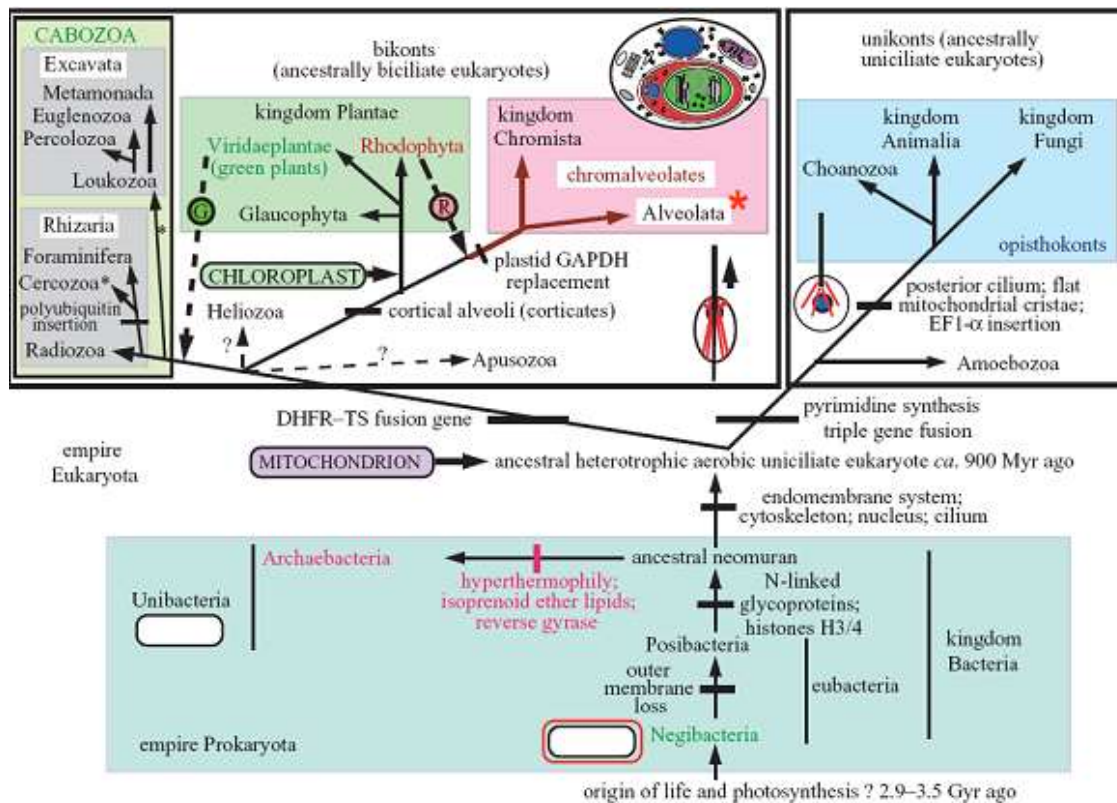 CABOZOA
Excavata
Metamonada
Euglenozoa
Percolozoa
Loukozoa
*
Rhizaria
Foraminifera
Cercozoa*
polyubiquitin
insertion
Radiozoa
bikonts
(ancestrally biciliate eukaryotes)
kingdom Plantae
Viridaeplantae
(green plants)
Rhodophyta
G
R
Glaucophyta
CHLOROPLAST
Heliozoa
?
?
cortical alveoli (corticates)
Apusozoa
kingdom
Chromista
chromalveolates
Alveolata *
plastid GAPDH
replacement
unikonts (ancestrally
uniciliate eukaryotes)
kingdom
Animalia
kingdom
Fungi
Choanozoa
opisthokonts
posterior cilium; flat
mitochondrial cristae;
EF1-α insertion
Amoebozoa
DHFR–TS fusion gene
pyrimidine synthesis
triple gene fusion
empire
Eukaryota
MITOCHONDRION
ancestral heterotrophic aerobic uniciliate eukaryote ca. 900 Myr ago
endomembrane system;
cytoskeleton; nucleus; cilium
Archaebacteria
ancestral neomuran
hyperthermophily;
isoprenoid ether lipids;
reverse gyrase
N-linked
glycoproteins;
histones H3/4
Unibacteria
Posibacteria
kingdom
Bacteria
outer
membrane
loss
eubacteria
Negibacteria
empire Prokaryota
origin of life and photosynthesis ? 2.9–3.5 Gyr ago